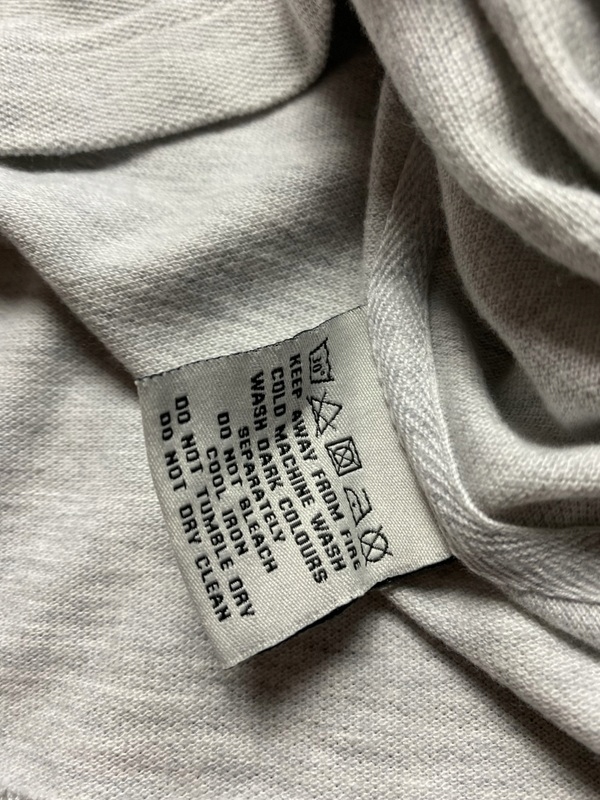 30°
KEEP AWAY FROM FIRE
COLD MACHINE WASH
WASH DARK COLOURS
SEPARATELY
DO NOT BLEACH
COOL IRON
DO NOT TUMBLE DRY
DO NOT DRY CLEAN